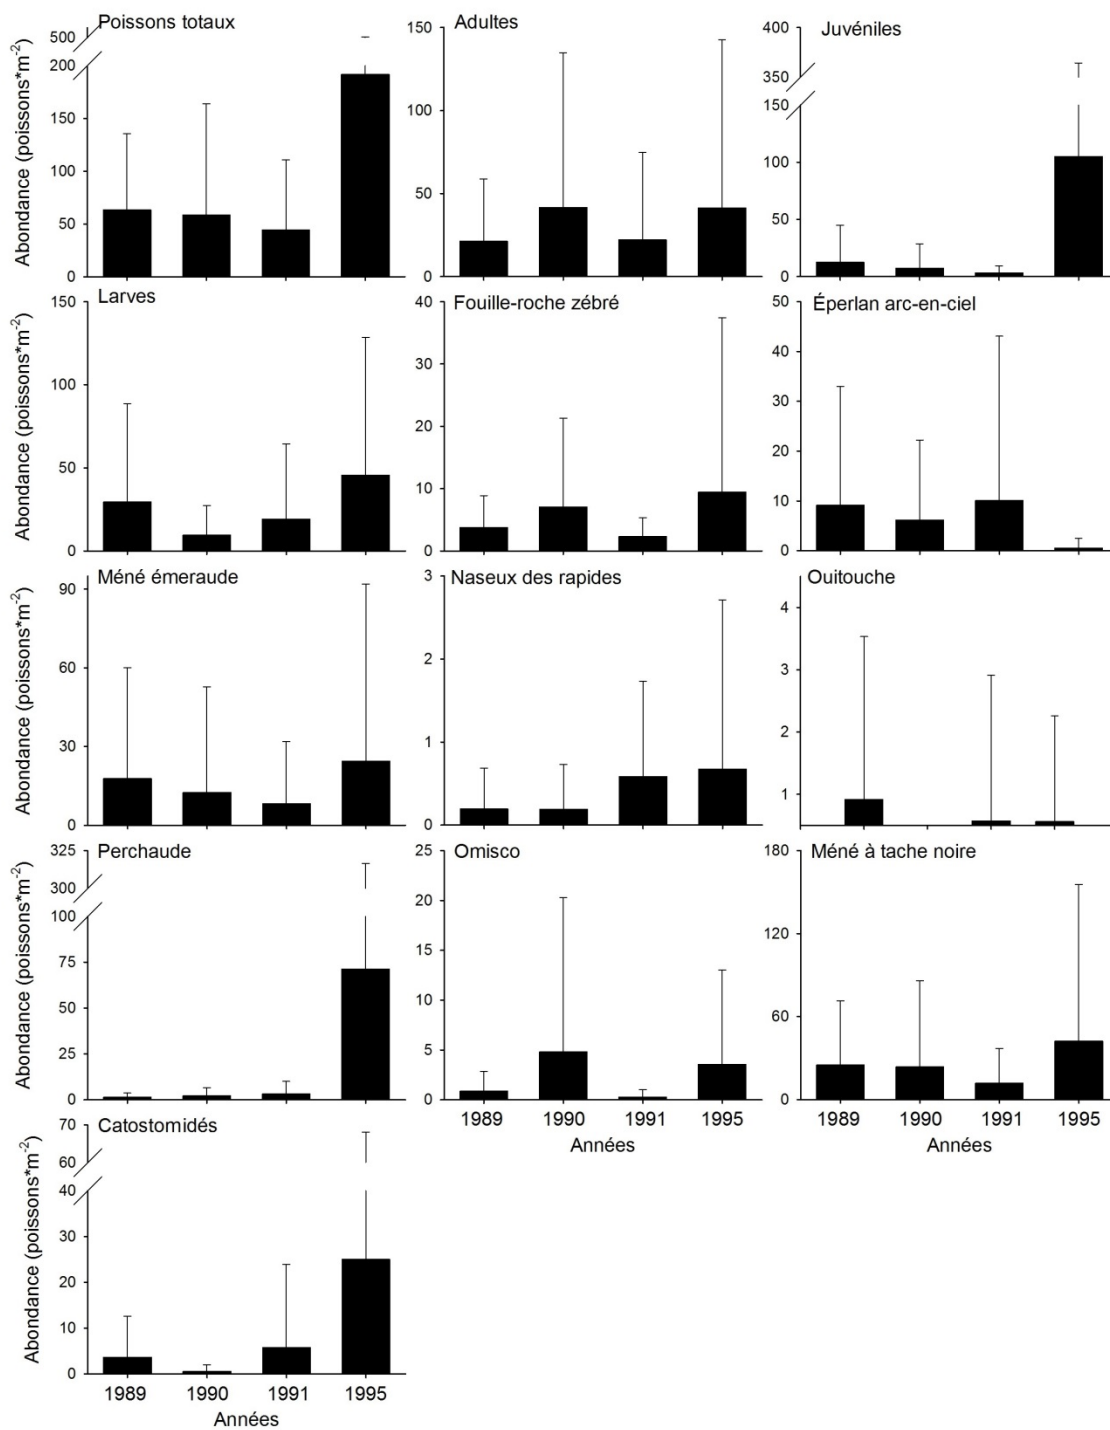 Poissons totaux
Abondance (poissons*m-2)
500
200
150
100
50
0
Adultes
150
100
50
0
Juvéniles
400
350
150
100
50
0
Larves
Abondance (poissons*m-2)
150
100
50
0
Fouille-roche zébré
40
30
20
10
0
Éperlan arc-en-ciel
50
40
30
20
10
0
Méné émeraude
Abondance (poissons*m-2)
90
60
30
0
Naseux des rapides
3
2
1
0
Ouitouche
4
3
2
1
Perchaude
Abondance (poissons*m-2)
325
300
100
75
50
25
0
Omisco
25
20
15
10
5
0
1989 1990 1991 1995
Années
Méné à tache noire
180
120
60
0
1989 1990 1991 1995
Années
Catostomidés
Abondance (poissons*m-2)
70
60
40
30
20
10
0
1989 1990 1991 1995
Années